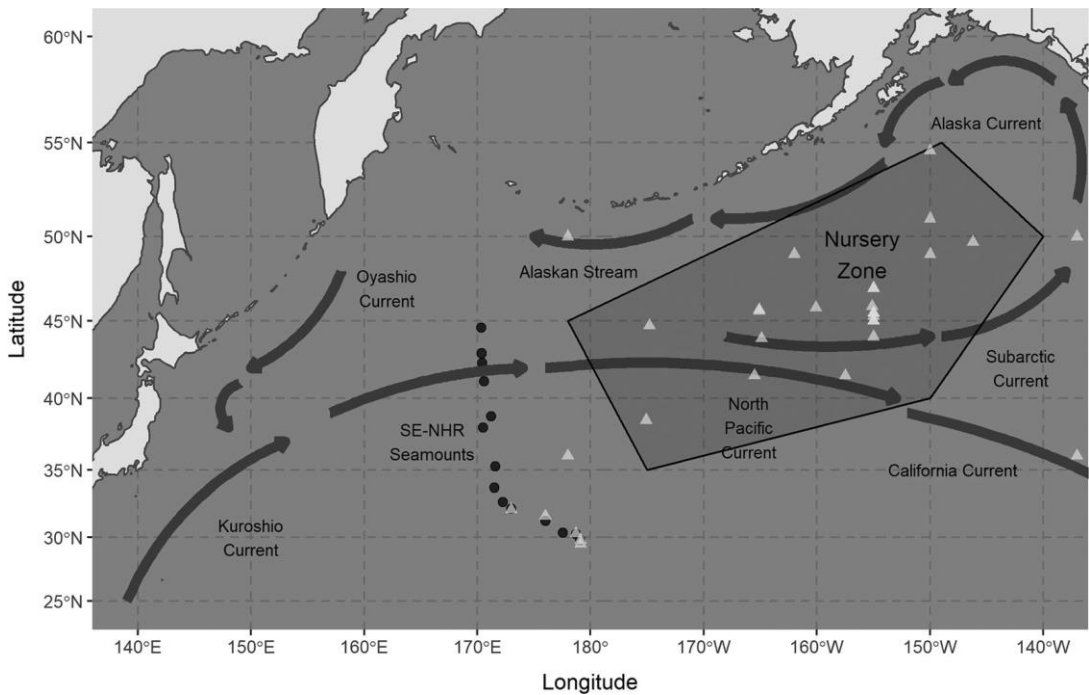 60°N
55°N
50°N
45°N
40°N
35°N
30°N
25°N
Latitude
Alaska Current
Nursery
Zone
Alaskan Stream
Oyashio
Current
Subarctic
Current
North
Pacific
Current
SE-NHR
Seamounts
California Current
Kuroshio
Current
140°E
150°E
160°E
170°E
180°
170°W
160°W
150°W
140°W
Longitude